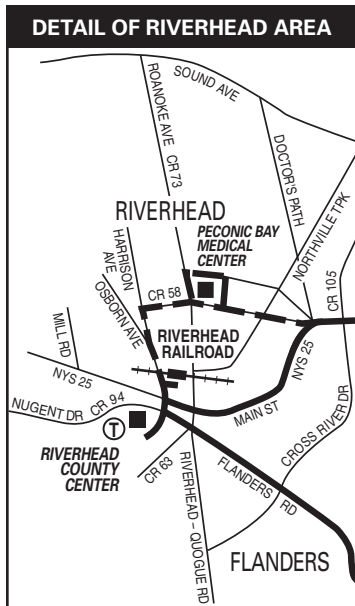 DETAIL OF RIVERHEAD AREA
SOUND AVE
ROANOKE AVE CR 73
DOCTOR'S PATH
NORTHVILLE TPK
RIVERHEAD
PECONIC BAY
MEDICAL
CENTER
HARRISON
AVE
OSBORN AVE
CR 58
CR 105
MILL RD
RIVERHEAD
RAILROAD
NYS 25
NYS 25
MAIN ST
CROSS RIVER DR
NUGENT DR CR 94
T
RIVERHEAD
COUNTY
CENTER
CR 63
RIVERHEAD – QUOGUE RD
FLANDERS
RD
FLANDERS